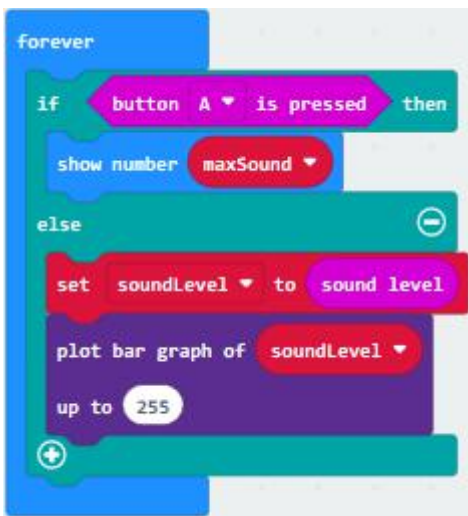 forever
if button A is pressed then
show number maxSound
else
set soundLevel to sound level
plot bar graph of soundLevel
up to 255